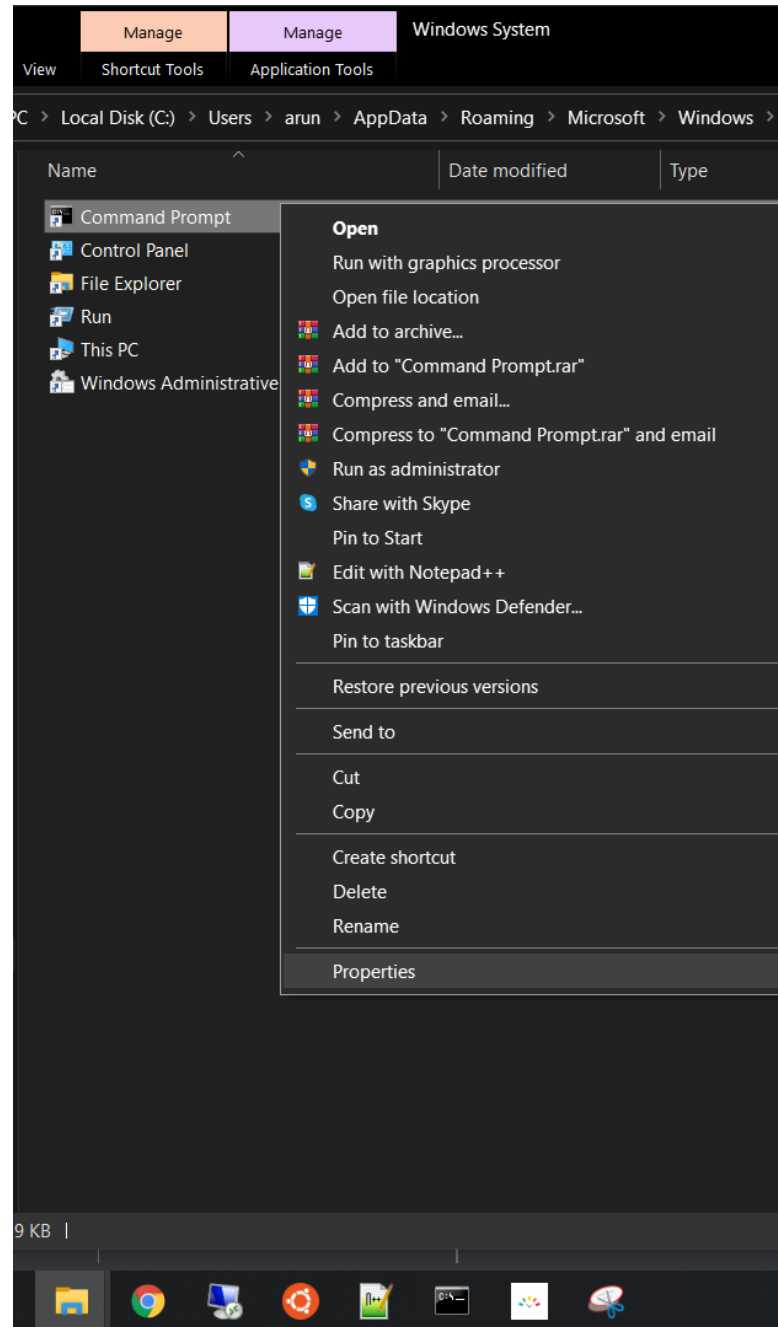 Manage Manage Windows System
View Shortcut Tools Application Tools
PC > Local Disk (C:) > Users > arun > AppData > Roaming > Microsoft > Windows >
Name Date modified Type
Command Prompt
Control Panel
File Explorer
Run
This PC
Windows Administrative
Open
Run with graphics processor
Open file location
Add to archive...
Add to "Command Prompt.rar"
Compress and email...
Compress to "Command Prompt.rar" and email
Run as administrator
Share with Skype
Pin to Start
Edit with Notepad++
Scan with Windows Defender...
Pin to taskbar
Restore previous versions
Send to
Cut
Copy
Create shortcut
Delete
Rename
Properties
9 KB